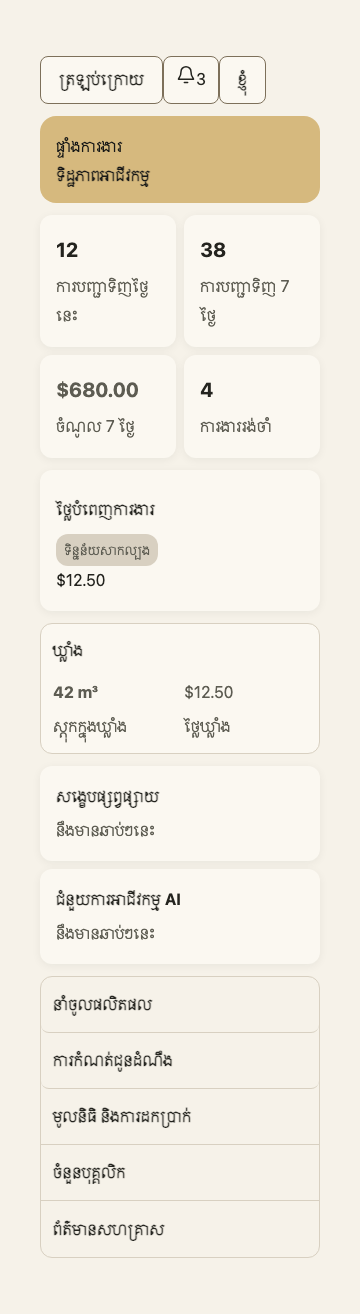 ត្រឡប់ក្រោយ
3
ខ្ញុំ
ផ្ទាំងការងារ
ទិដ្ឋភាពអាជីវកម្ម
12
ការបញ្ជាទិញថ្ងៃ
នេះ
38
ការបញ្ជាទិញ 7
ថ្ងៃ
$680.00
ចំណូល 7 ថ្ងៃ
4
ការងាររង់ចាំ
ថ្លៃបំពេញការងារ
ទិន្នន័យសាកល្បង
$12.50
ឃ្លាំង
42 m³
ស្តុកក្នុងឃ្លាំង
$12.50
ថ្លៃឃ្លាំង
សង្ខេបផ្សព្វផ្សាយ
នឹងមានឆាប់ៗនេះ
ជំនួយការអាជីវកម្ម AI
នឹងមានឆាប់ៗនេះ
នាំចូលផលិតផល
ការកំណត់ជូនដំណឹង
មូលនិធិ និងការដកប្រាក់
ចំនួនបុគ្គលិក
ព័ត៌មានសហគ្រាស